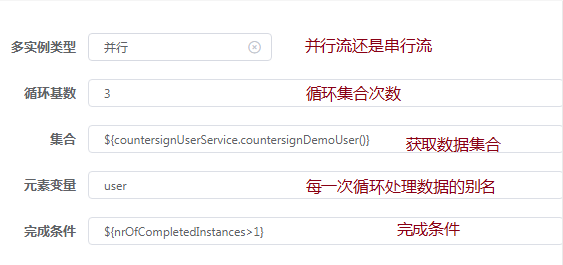 多实例类型 并行 并行流还是串行流
循环基数 3 循环集合次数
集合 ${countersignUserService.countersignDemoUser()} 获取数据集合
元素变量 user 每一次循环处理数据的别名
完成条件 ${nrOfCompletedInstances>1} 完成条件